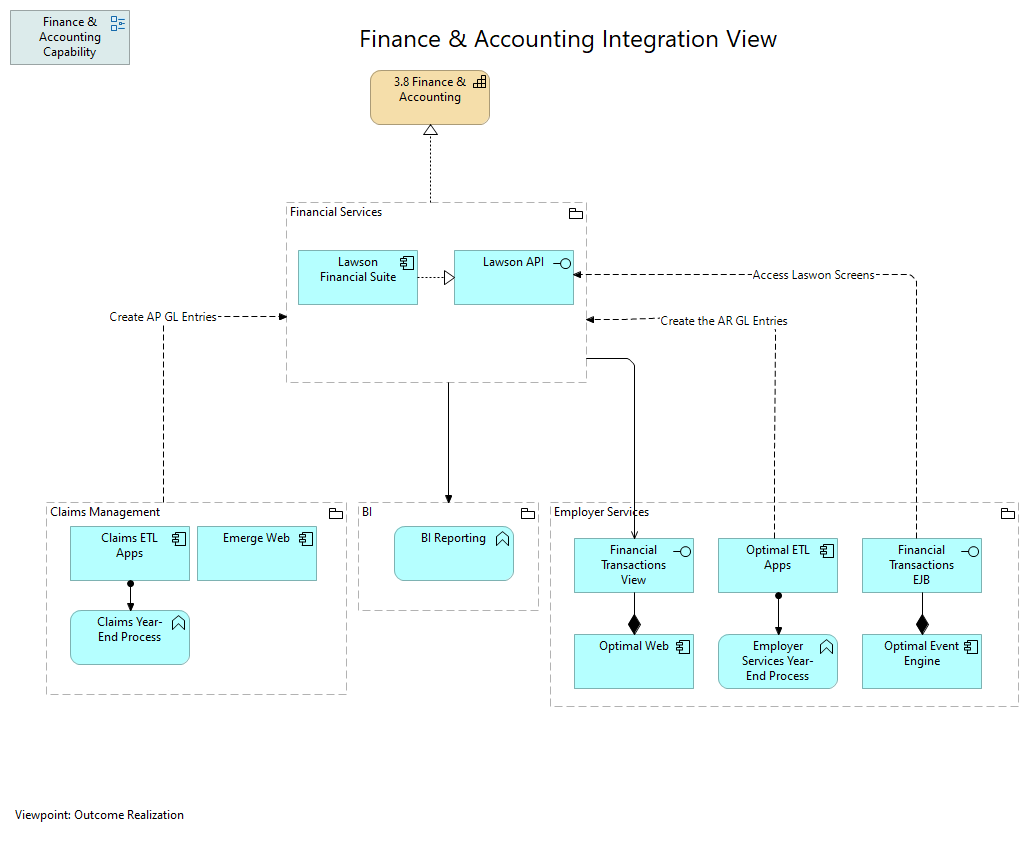 Finance &
Accounting
Capability
Finance & Accounting Integration View
3.8 Finance &
Accounting
Financial Services
Lawson
Financial Suite
Lawson API
Access Laswon Screens
Create AP GL Entries
Create the AR GL Entries
Claims Management
Claims ETL
Apps
Emerge Web
Claims Year-
End Process
BI
BI Reporting
Employer Services
Financial
Transactions
View
Optimal ETL
Apps
Financial
Transactions
EJB
Optimal Web
Employer
Services Year-
End Process
Optimal Event
Engine
Viewpoint: Outcome Realization